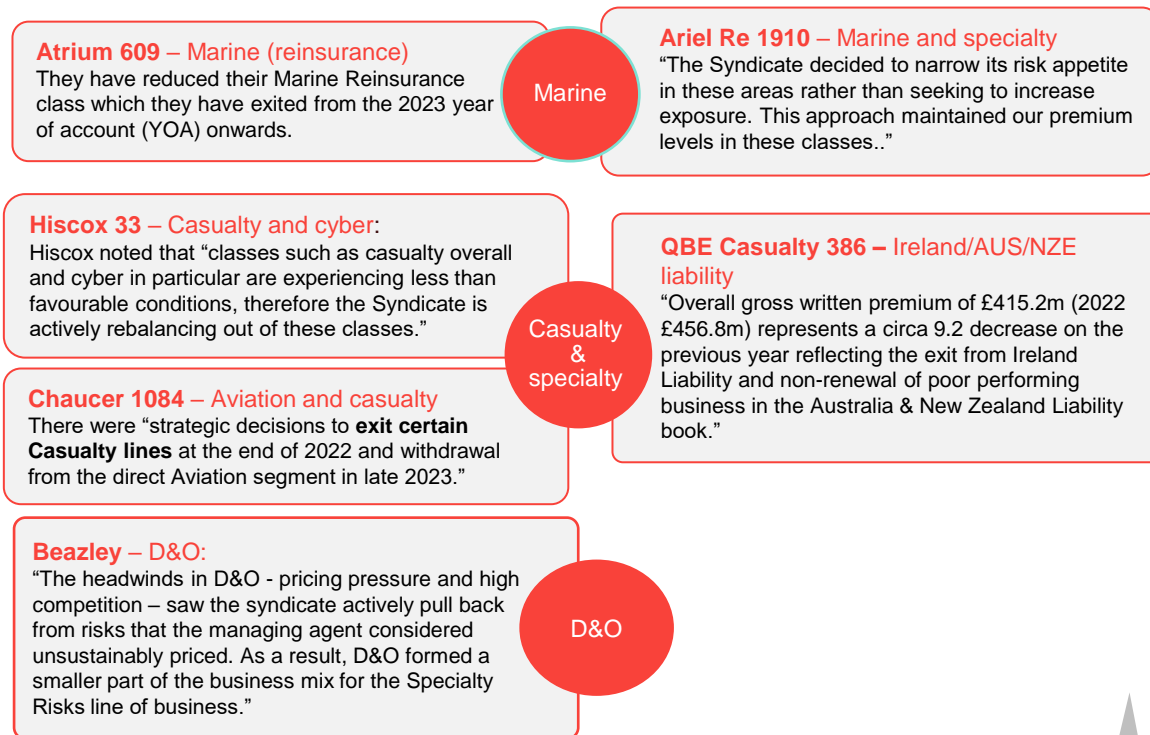 Atrium 609 – Marine (reinsurance)
They have reduced their Marine Reinsurance
class which they have exited from the 2023 year
of account (YOA) onwards.
Marine
Ariel Re 1910 – Marine and specialty
“The Syndicate decided to narrow its risk appetite
in these areas rather than seeking to increase
exposure. This approach maintained our premium
levels in these classes..”
Hiscox 33 – Casualty and cyber:
Hiscox noted that “classes such as casualty overall
and cyber in particular are experiencing less than
favourable conditions, therefore the Syndicate is
actively rebalancing out of these classes.”
Casualty
&
specialty
QBE Casualty 386 – Ireland/AUS/NZE
liability
“Overall gross written premium of £415.2m (2022
£456.8m) represents a circa 9.2 decrease on the
previous year reflecting the exit from Ireland
Liability and non-renewal of poor performing
business in the Australia & New Zealand Liability
book.”
Chaucer 1084 – Aviation and casualty
There were “strategic decisions to exit certain
Casualty lines at the end of 2022 and withdrawal
from the direct Aviation segment in late 2023.”
Beazley – D&O:
“The headwinds in D&O - pricing pressure and high
competition – saw the syndicate actively pull back
from risks that the managing agent considered
unsustainably priced. As a result, D&O formed a
smaller part of the business mix for the Specialty
Risks line of business.”
D&O